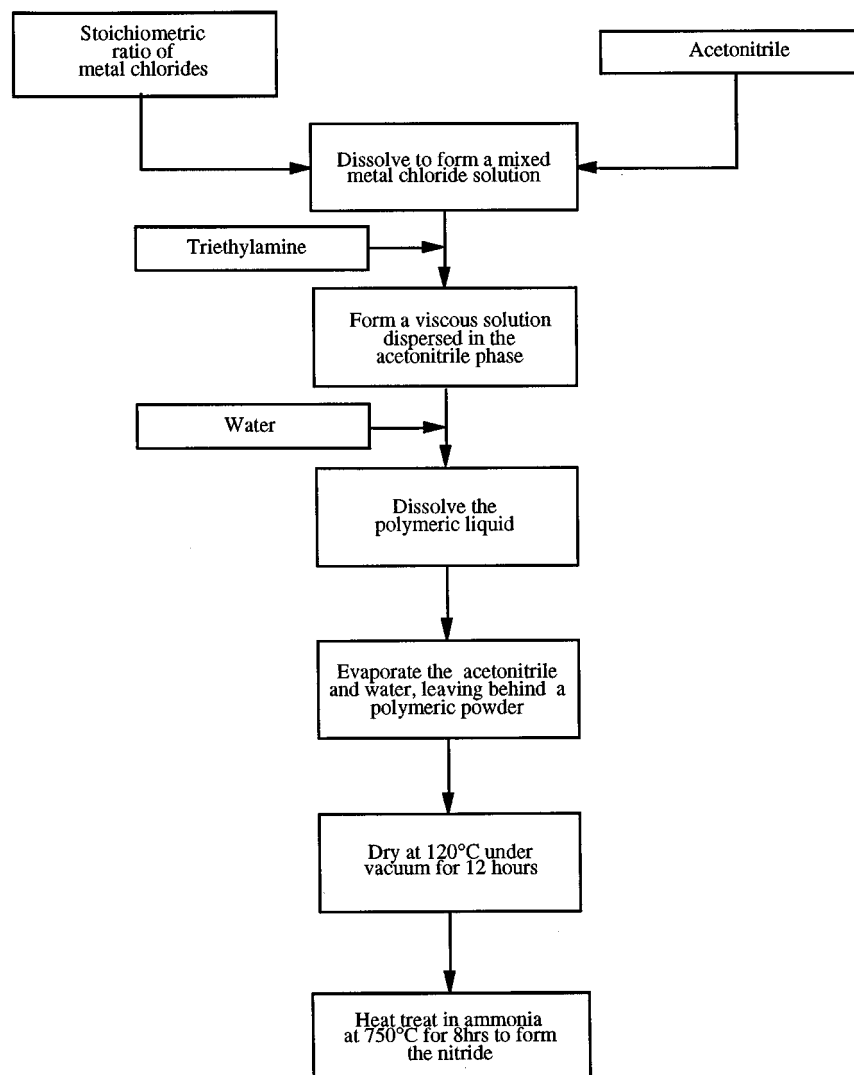 Stoichiometric
ratio of
metal chlorides
Acetonitrile
Dissolve to form a mixed
metal chloride solution
Triethylamine
Form a viscous solution
dispersed in the
acetonitrile phase
Water
Dissolve the
polymeric liquid
Evaporate the acetonitrile
and water, leaving behind a
polymeric powder
Dry at 120°C under
vacuum for 12 hours
Heat treat in ammonia
at 750°C for 8hrs to form
the nitride